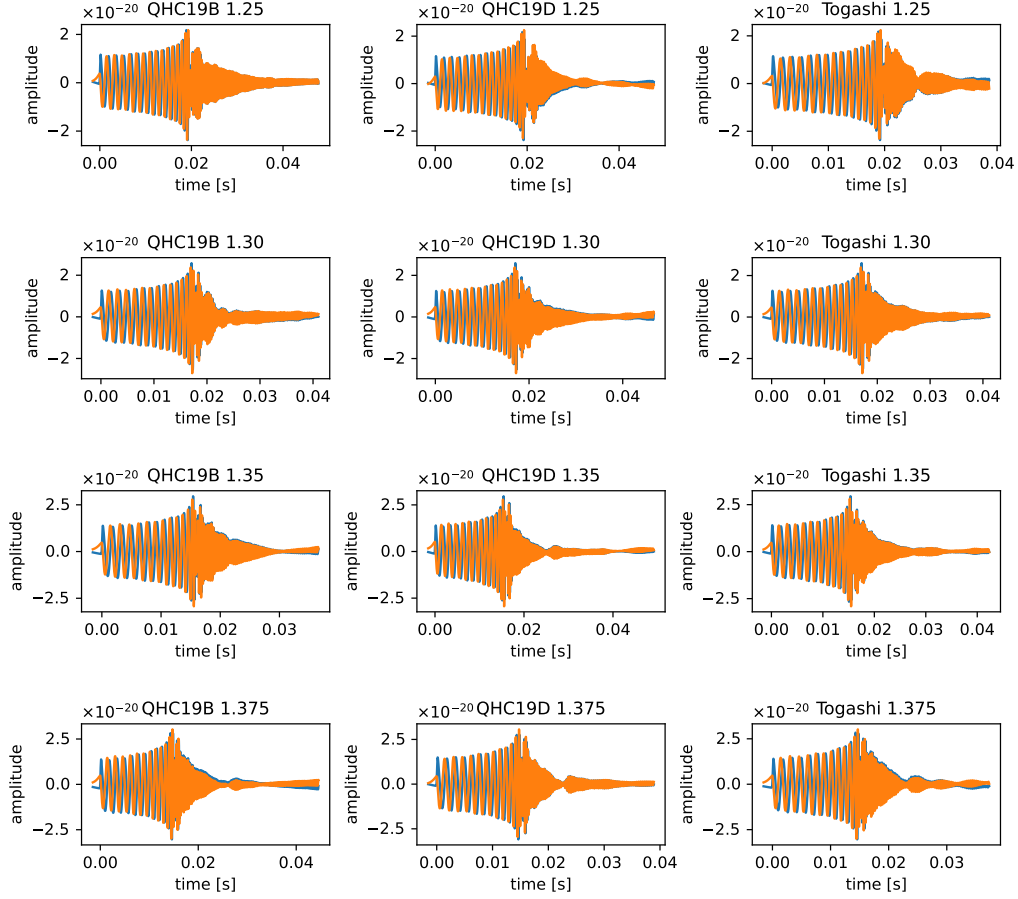 ×10⁻²⁰ QHC19B 1.25
×10⁻²⁰ QHC19D 1.25
×10⁻²⁰ Togashi 1.25
amplitude
2
0
−2
0.00 0.02 0.04
time [s]
amplitude
2
0
−2
0.00 0.02 0.04
time [s]
amplitude
2
0
−2
0.00 0.01 0.02 0.03 0.04
time [s]
×10⁻²⁰ QHC19B 1.30
×10⁻²⁰ QHC19D 1.30
×10⁻²⁰ Togashi 1.30
amplitude
2
0
−2
0.00 0.01 0.02 0.03 0.04
time [s]
amplitude
2
0
−2
0.00 0.02 0.04
time [s]
amplitude
2
0
−2
0.00 0.01 0.02 0.03 0.04
time [s]
×10⁻²⁰ QHC19B 1.35
×10⁻²⁰ QHC19D 1.35
×10⁻²⁰ Togashi 1.35
amplitude
2.5
0.0
−2.5
0.00 0.01 0.02 0.03
time [s]
amplitude
2.5
0.0
−2.5
0.00 0.02 0.04
time [s]
amplitude
2.5
0.0
−2.5
0.00 0.01 0.02 0.03 0.04
time [s]
×10⁻²⁰ QHC19B 1.375
×10⁻²⁰ QHC19D 1.375
×10⁻²⁰ Togashi 1.375
amplitude
2.5
0.0
−2.5
0.00 0.02 0.04
time [s]
amplitude
2.5
0.0
−2.5
0.00 0.01 0.02 0.03 0.04
time [s]
amplitude
2.5
0.0
−2.5
0.00 0.01 0.02 0.03
time [s]